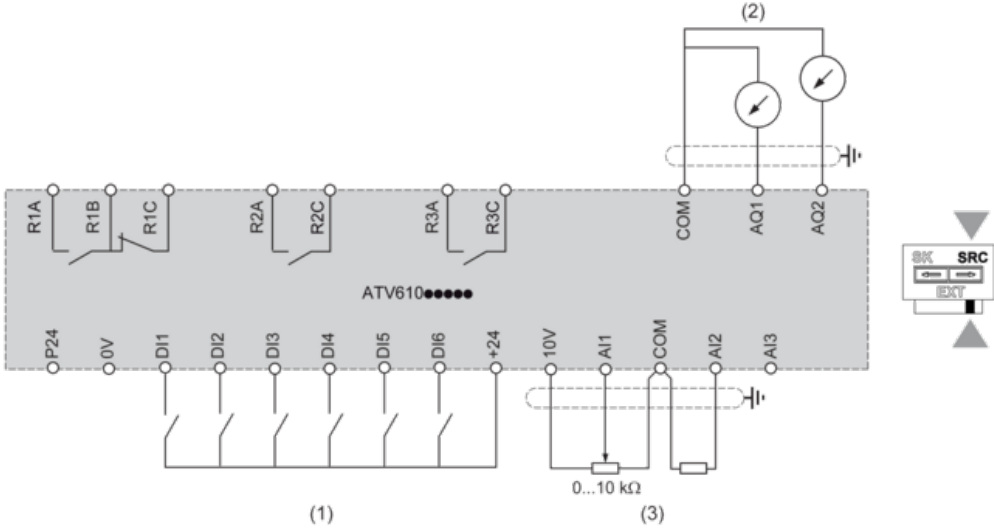 (2)
R1A R1B R1C R2A R2C R3A R3C COM AQ1 AQ2
SK SRC
EXT
ATV610●●●●●
P24 0V DI1 DI2 DI3 DI4 DI5 DI6 +24 10V AI1 COM AI2 AI3
0...10 kΩ
(1) (3)